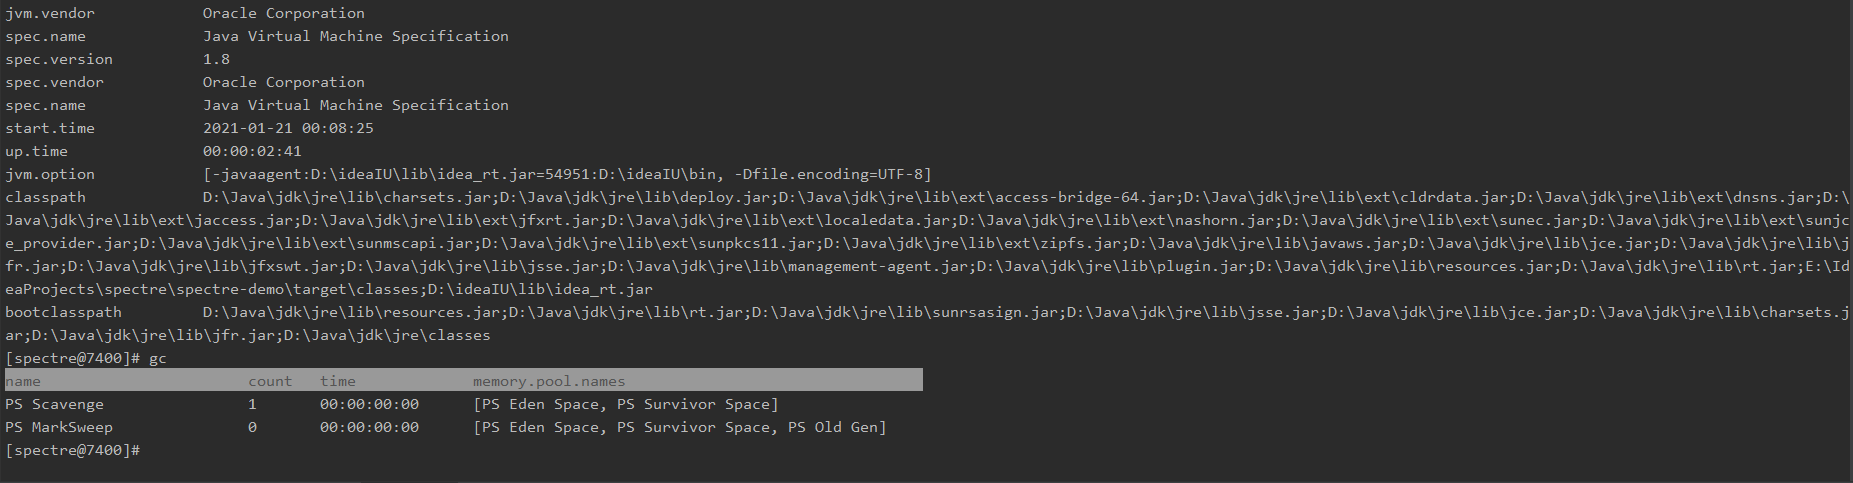 jvm.vendor Oracle Corporation
spec.name Java Virtual Machine Specification
spec.version 1.8
spec.vendor Oracle Corporation
spec.name Java Virtual Machine Specification
start.time 2021-01-21 00:08:25
up.time 00:00:02:41
jvm.option [-javaagent:D:\ideaIU\lib\idea_rt.jar=54951:D:\ideaIU\bin, -Dfile.encoding=UTF-8]
classpath D:\Java\jdk\jre\lib\charsets.jar;D:\Java\jdk\jre\lib\deploy.jar;D:\Java\jdk\jre\lib\ext\access-bridge-64.jar;D:\Java\jdk\jre\lib\ext\cldrdata.jar;D:\Java\jdk\jre\lib\ext\dnsns.jar;D:\
Java\jdk\jre\lib\ext\jaccess.jar;D:\Java\jdk\jre\lib\ext\jfxrt.jar;D:\Java\jdk\jre\lib\ext\localedata.jar;D:\Java\jdk\jre\lib\ext\nashorn.jar;D:\Java\jdk\jre\lib\ext\sunec.jar;D:\Java\jdk\jre\lib\ext\sunjc
e_provider.jar;D:\Java\jdk\jre\lib\ext\sunmscapi.jar;D:\Java\jdk\jre\lib\ext\sunpkcs11.jar;D:\Java\jdk\jre\lib\ext\zipfs.jar;D:\Java\jdk\jre\lib\javaws.jar;D:\Java\jdk\jre\lib\jce.jar;D:\Java\jdk\jre\lib\j
fr.jar;D:\Java\jdk\jre\lib\jfxswt.jar;D:\Java\jdk\jre\lib\jsse.jar;D:\Java\jdk\jre\lib\management-agent.jar;D:\Java\jdk\jre\lib\plugin.jar;D:\Java\jdk\jre\lib\resources.jar;D:\Java\jdk\jre\lib\rt.jar;E:\Id
eaProjects\spectre\spectre-demo\target\classes;D:\ideaIU\lib\idea_rt.jar
bootclasspath D:\Java\jdk\jre\lib\resources.jar;D:\Java\jdk\jre\lib\rt.jar;D:\Java\jdk\jre\lib\sunrsasign.jar;D:\Java\jdk\jre\lib\jsse.jar;D:\Java\jdk\jre\lib\jce.jar;D:\Java\jdk\jre\lib\charsets.j
ar;D:\Java\jdk\jre\lib\jfr.jar;D:\Java\jdk\jre\classes
[spectre@7400]# gc
name count time memory.pool.names
PS Scavenge 1 00:00:00:00 [PS Eden Space, PS Survivor Space]
PS MarkSweep 0 00:00:00:00 [PS Eden Space, PS Survivor Space, PS Old Gen]
[spectre@7400]#